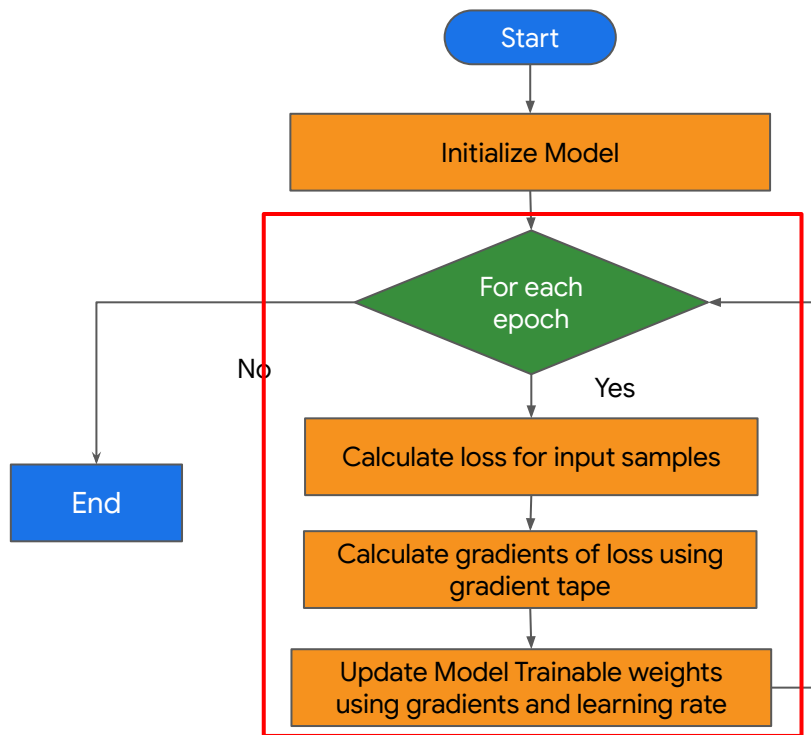 Start
Initialize Model
For each
epoch
No
Yes
Calculate loss for input samples
End
Calculate gradients of loss using
gradient tape
Update Model Trainable weights
using gradients and learning rate